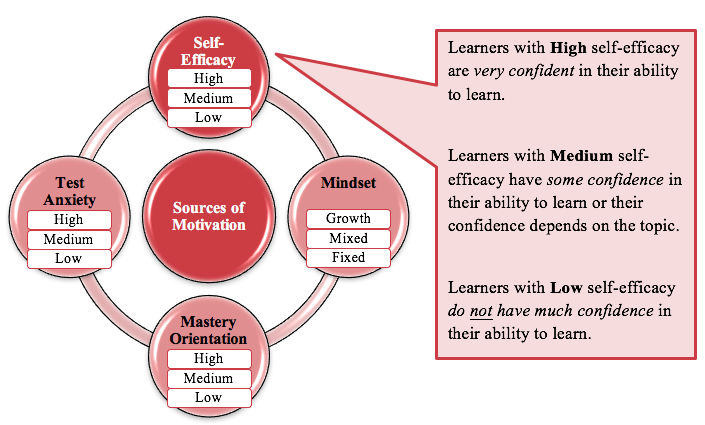 Self-
Efficacy
High
Medium
Low
Test
Anxiety
High
Medium
Low
Sources of
Motivation
Mindset
Growth
Mixed
Fixed
Mastery
Orientation
High
Medium
Low
Learners with High self-efficacy
are very confident in their ability
to learn.
Learners with Medium self-
efficacy have some confidence in
their ability to learn or their
confidence depends on the topic.
Learners with Low self-efficacy
do not have much confidence in
their ability to learn.